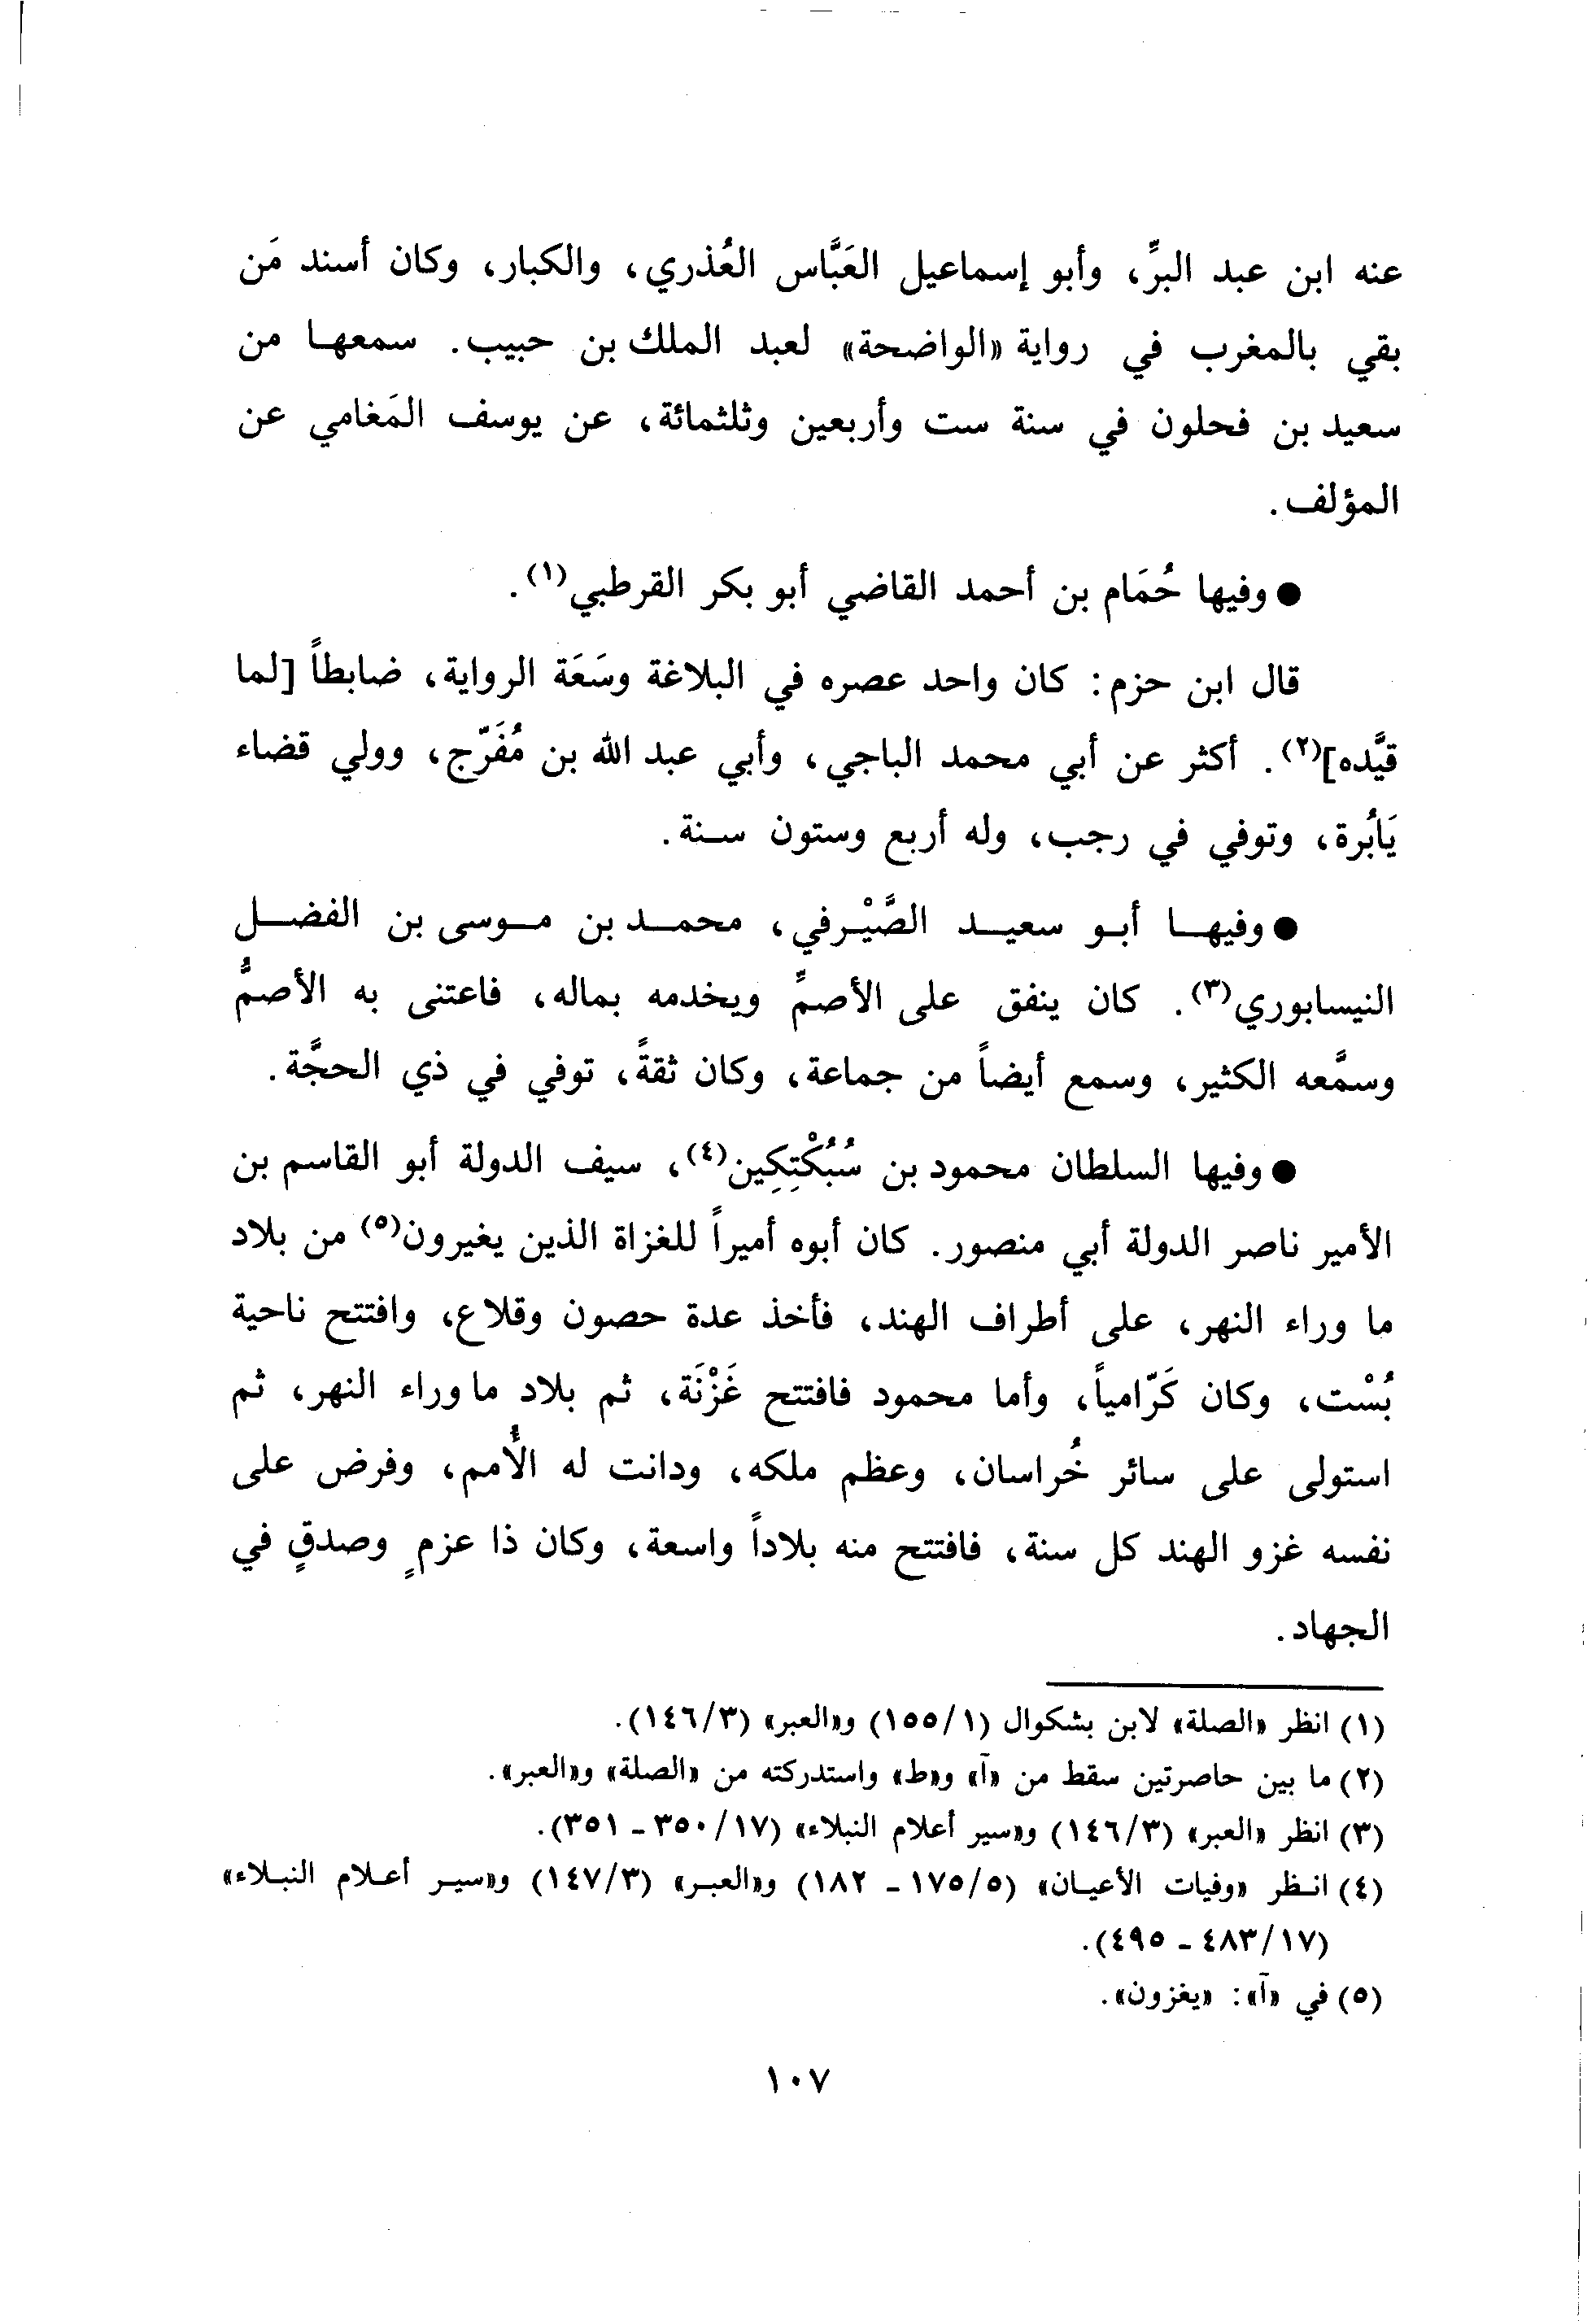 عنه ابن عبد البرِّ، وأبو إسماعيل العَبَّاس العُذري، والكبار، وكان أسند مَن
بقي بالمغرب في رواية «الواضحة» لعبد الملك بن حبيب. سمعها من
سعيد بن فحلون في سنة ست وأربعين وثلثمائة، عن يوسف المَغامي عن
المؤلف.
● وفيها حُمَام بن أحمد القاضي أبو بكر القرطبي(١).
قال ابن حزم: كان واحد عصره في البلاغة وسَعَة الرواية، ضابطاً [لما
قيَّده](٢). أكثر عن أبي محمد الباجي، وأبي عبد الله بن مُفَرّج، وولي قضاء
يَابُرة، وتوفي في رجب، وله أربع وستون سنة.
● وفيها أبو سعيد الصَّيْرفي، محمد بن موسى بن الفضل
النيسابوري(٣). كان ينفق على الأصمِّ ويخدمه بماله، فاعتنى به الأصمُّ
وسمَّعه الكثير، وسمع أيضاً من جماعة، وكان ثقةً، توفي في ذي الحجَّة.
● وفيها السلطان محمود بن سُبُكْتِكِين(٤)، سيف الدولة أبو القاسم بن
الأمير ناصر الدولة أبي منصور. كان أبوه أميراً للغزاة الذين يغيرون(٥) من بلاد
ما وراء النهر، على أطراف الهند، فأخذ عدة حصون وقلاع، وافتتح ناحية
بُسْت، وكان كَرّامياً، وأما محمود فافتتح غَزْنَة، ثم بلاد ما وراء النهر، ثم
استولى على سائر خُراسان، وعظم ملكه، ودانت له الأُمم، وفرض على
نفسه غزو الهند كل سنة، فافتتح منه بلاداً واسعة، وكان ذا عزمٍ وصدقٍ في
الجهاد.
(١) انظر «الصلة» لابن بشكوال (١/١٥٥) و«العبر» (٣/١٤٦).
(٢) ما بين حاصرتين سقط من «آ» و«ط» واستدركته من «الصلة» و«العبر».
(٣) انظر «العبر» (٣/١٤٦) و«سير أعلام النبلاء» (١٧/٣٥٠ - ٣٥١).
(٤) انظر «وفيات الأعيان» (٥/١٧٥ - ١٨٢) و«العبر» (٣/١٤٧) و«سير أعلام النبلاء»
(١٧/٤٨٣ - ٤٩٥).
(٥) في «آ»: «يغزون».
١٠٧